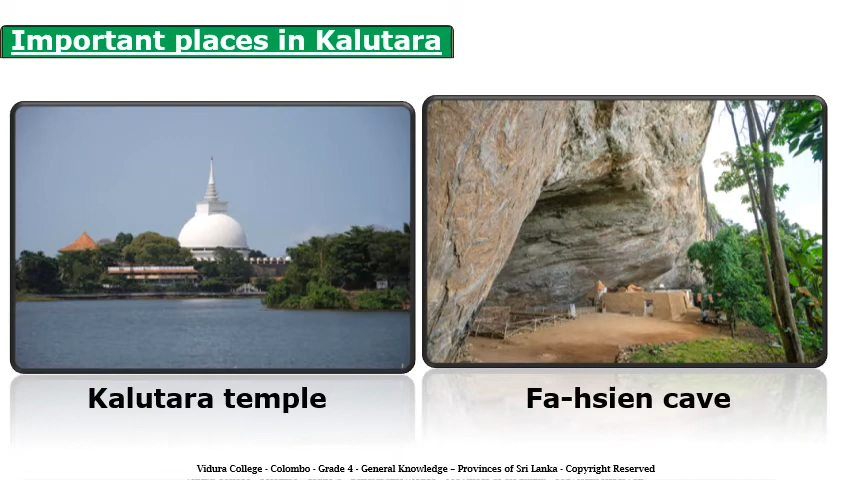 Important places in Kalutara
Kalutara temple
Fa-hsien cave
Vidura College - Colombo - Grade 4 - General Knowledge – Provinces of Sri Lanka - Copyright Reserved